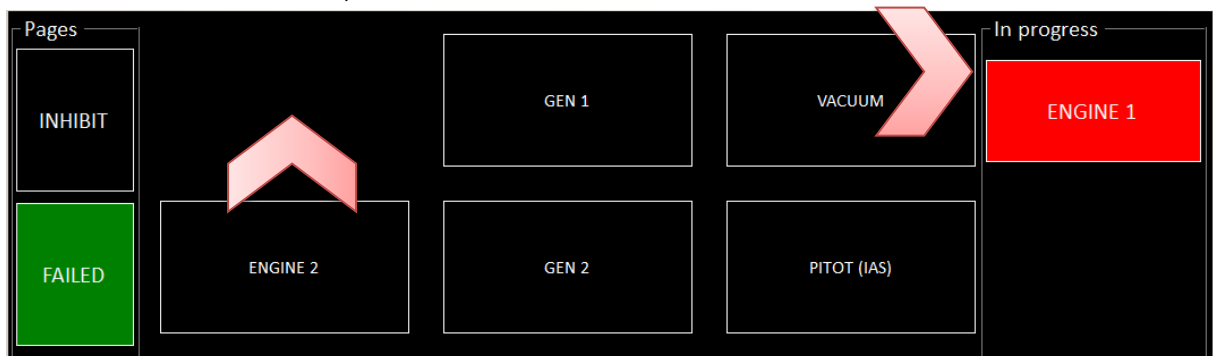 Pages
In progress
INHIBIT
GEN 1
VACUUM
ENGINE 1
FAILED
ENGINE 2
GEN 2
PITOT (IAS)